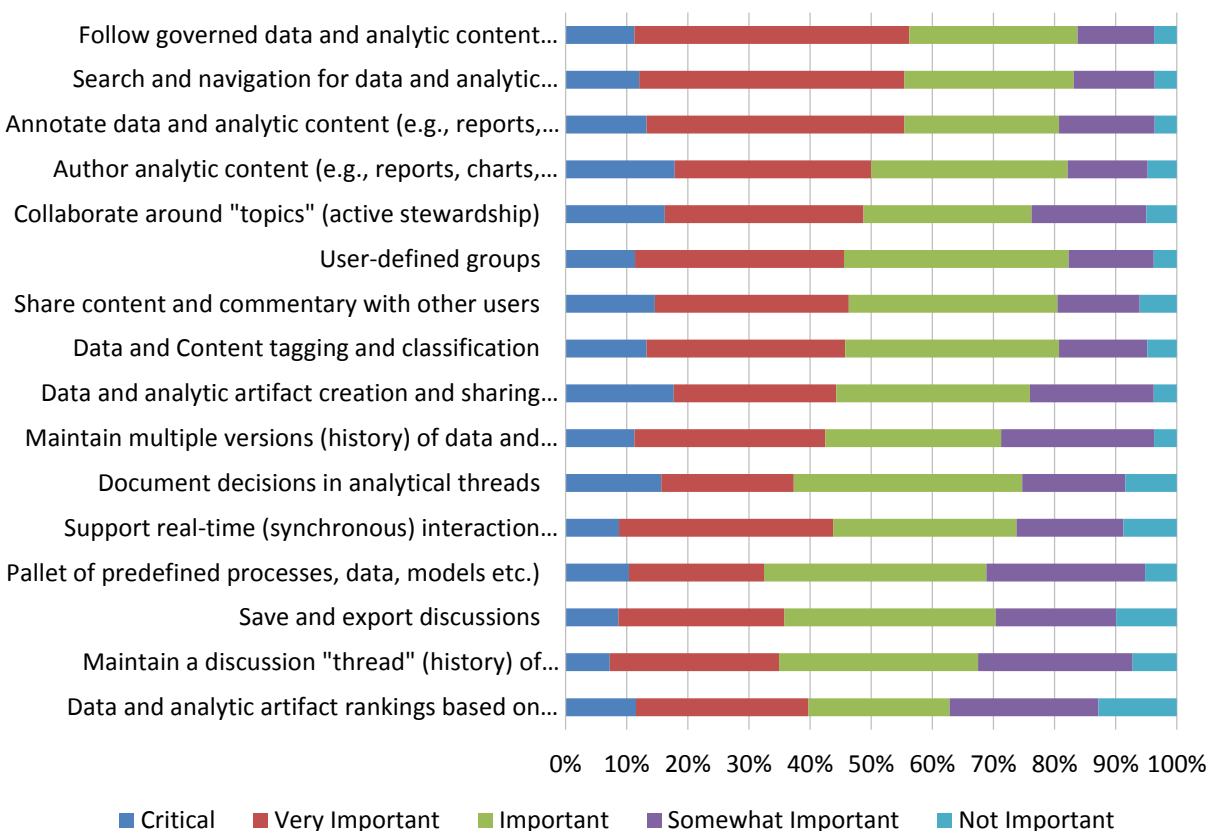 Follow governed data and analytic content…
Search and navigation for data and analytic…
Annotate data and analytic content (e.g., reports,…
Author analytic content (e.g., reports, charts,…
Collaborate around "topics" (active stewardship)
User-defined groups
Share content and commentary with other users
Data and Content tagging and classification
Data and analytic artifact creation and sharing…
Maintain multiple versions (history) of data and…
Document decisions in analytical threads
Support real-time (synchronous) interaction…
Pallet of predefined processes, data, models etc.)
Save and export discussions
Maintain a discussion "thread" (history) of…
Data and analytic artifact rankings based on…
0% 10% 20% 30% 40% 50% 60% 70% 80% 90% 100%
Critical Very Important Important Somewhat Important Not Important